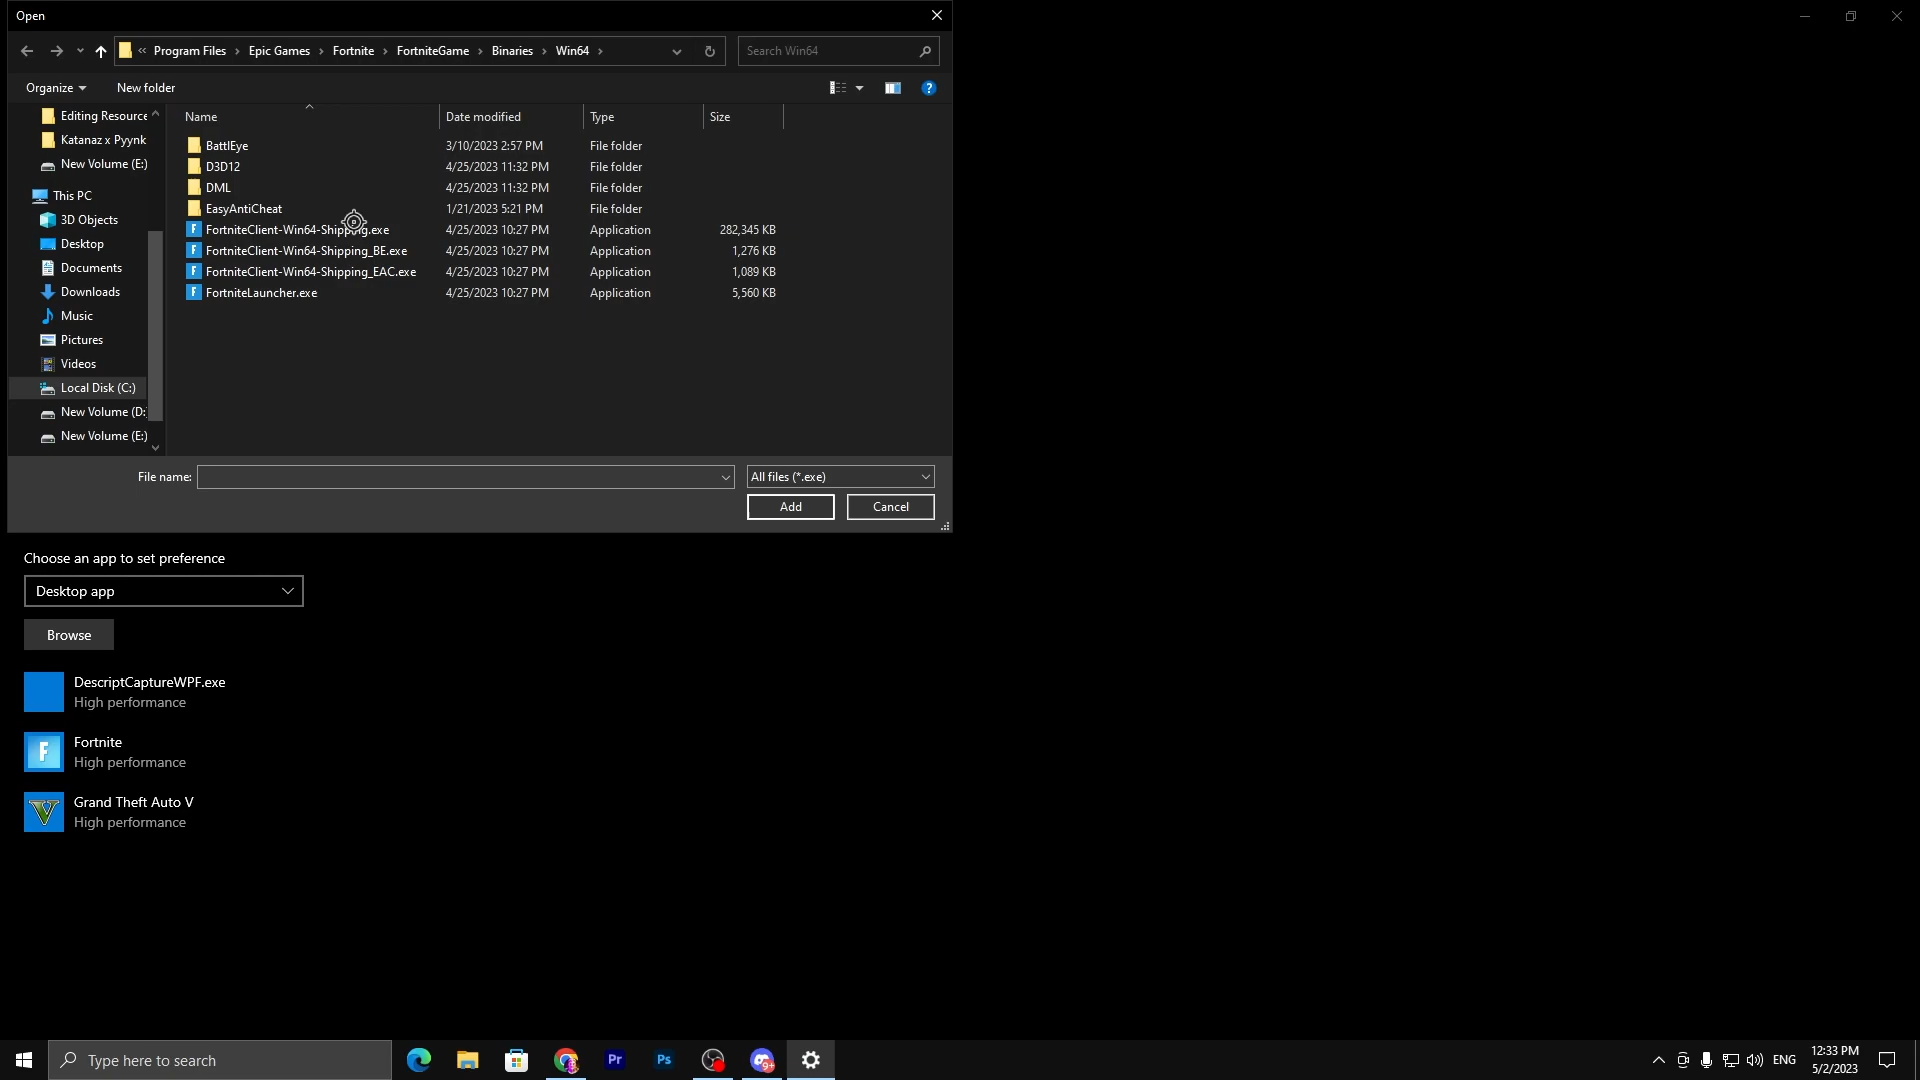 Open
« Program Files > Epic Games > Fortnite > FortniteGame > Binaries > Win64 >
Search Win64
Organize
New folder
?
Name Date modified Type Size
Editing Resource
Katanaz x Pyynk
New Volume (E:)
This PC
3D Objects
Desktop
Documents
Downloads
Music
Pictures
Videos
Local Disk (C:)
New Volume (D:
New Volume (E:)
BattlEye 3/10/2023 2:57 PM File folder
D3D12 4/25/2023 11:32 PM File folder
DML 4/25/2023 11:32 PM File folder
EasyAntiCheat 1/21/2023 5:21 PM File folder
FortniteClient-Win64-Shipping.exe 4/25/2023 10:27 PM Application 282,345 KB
FortniteClient-Win64-Shipping_BE.exe 4/25/2023 10:27 PM Application 1,276 KB
FortniteClient-Win64-Shipping_EAC.exe 4/25/2023 10:27 PM Application 1,089 KB
FortniteLauncher.exe 4/25/2023 10:27 PM Application 5,560 KB
File name:
All files (*.exe)
Add
Cancel
Choose an app to set preference
Desktop app
Browse
DescriptCaptureWPF.exe
High performance
F
Fortnite
High performance
V
Grand Theft Auto V
High performance
Type here to search
Pr
Ps
9+
ENG
12:33 PM
5/2/2023